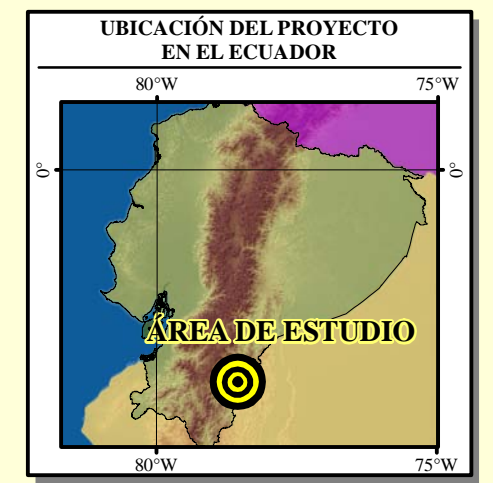 UBICACIÓN DEL PROYECTO
EN EL ECUADOR
80°W 75°W
0° 0°
ÁREA DE ESTUDIO
80°W 75°W